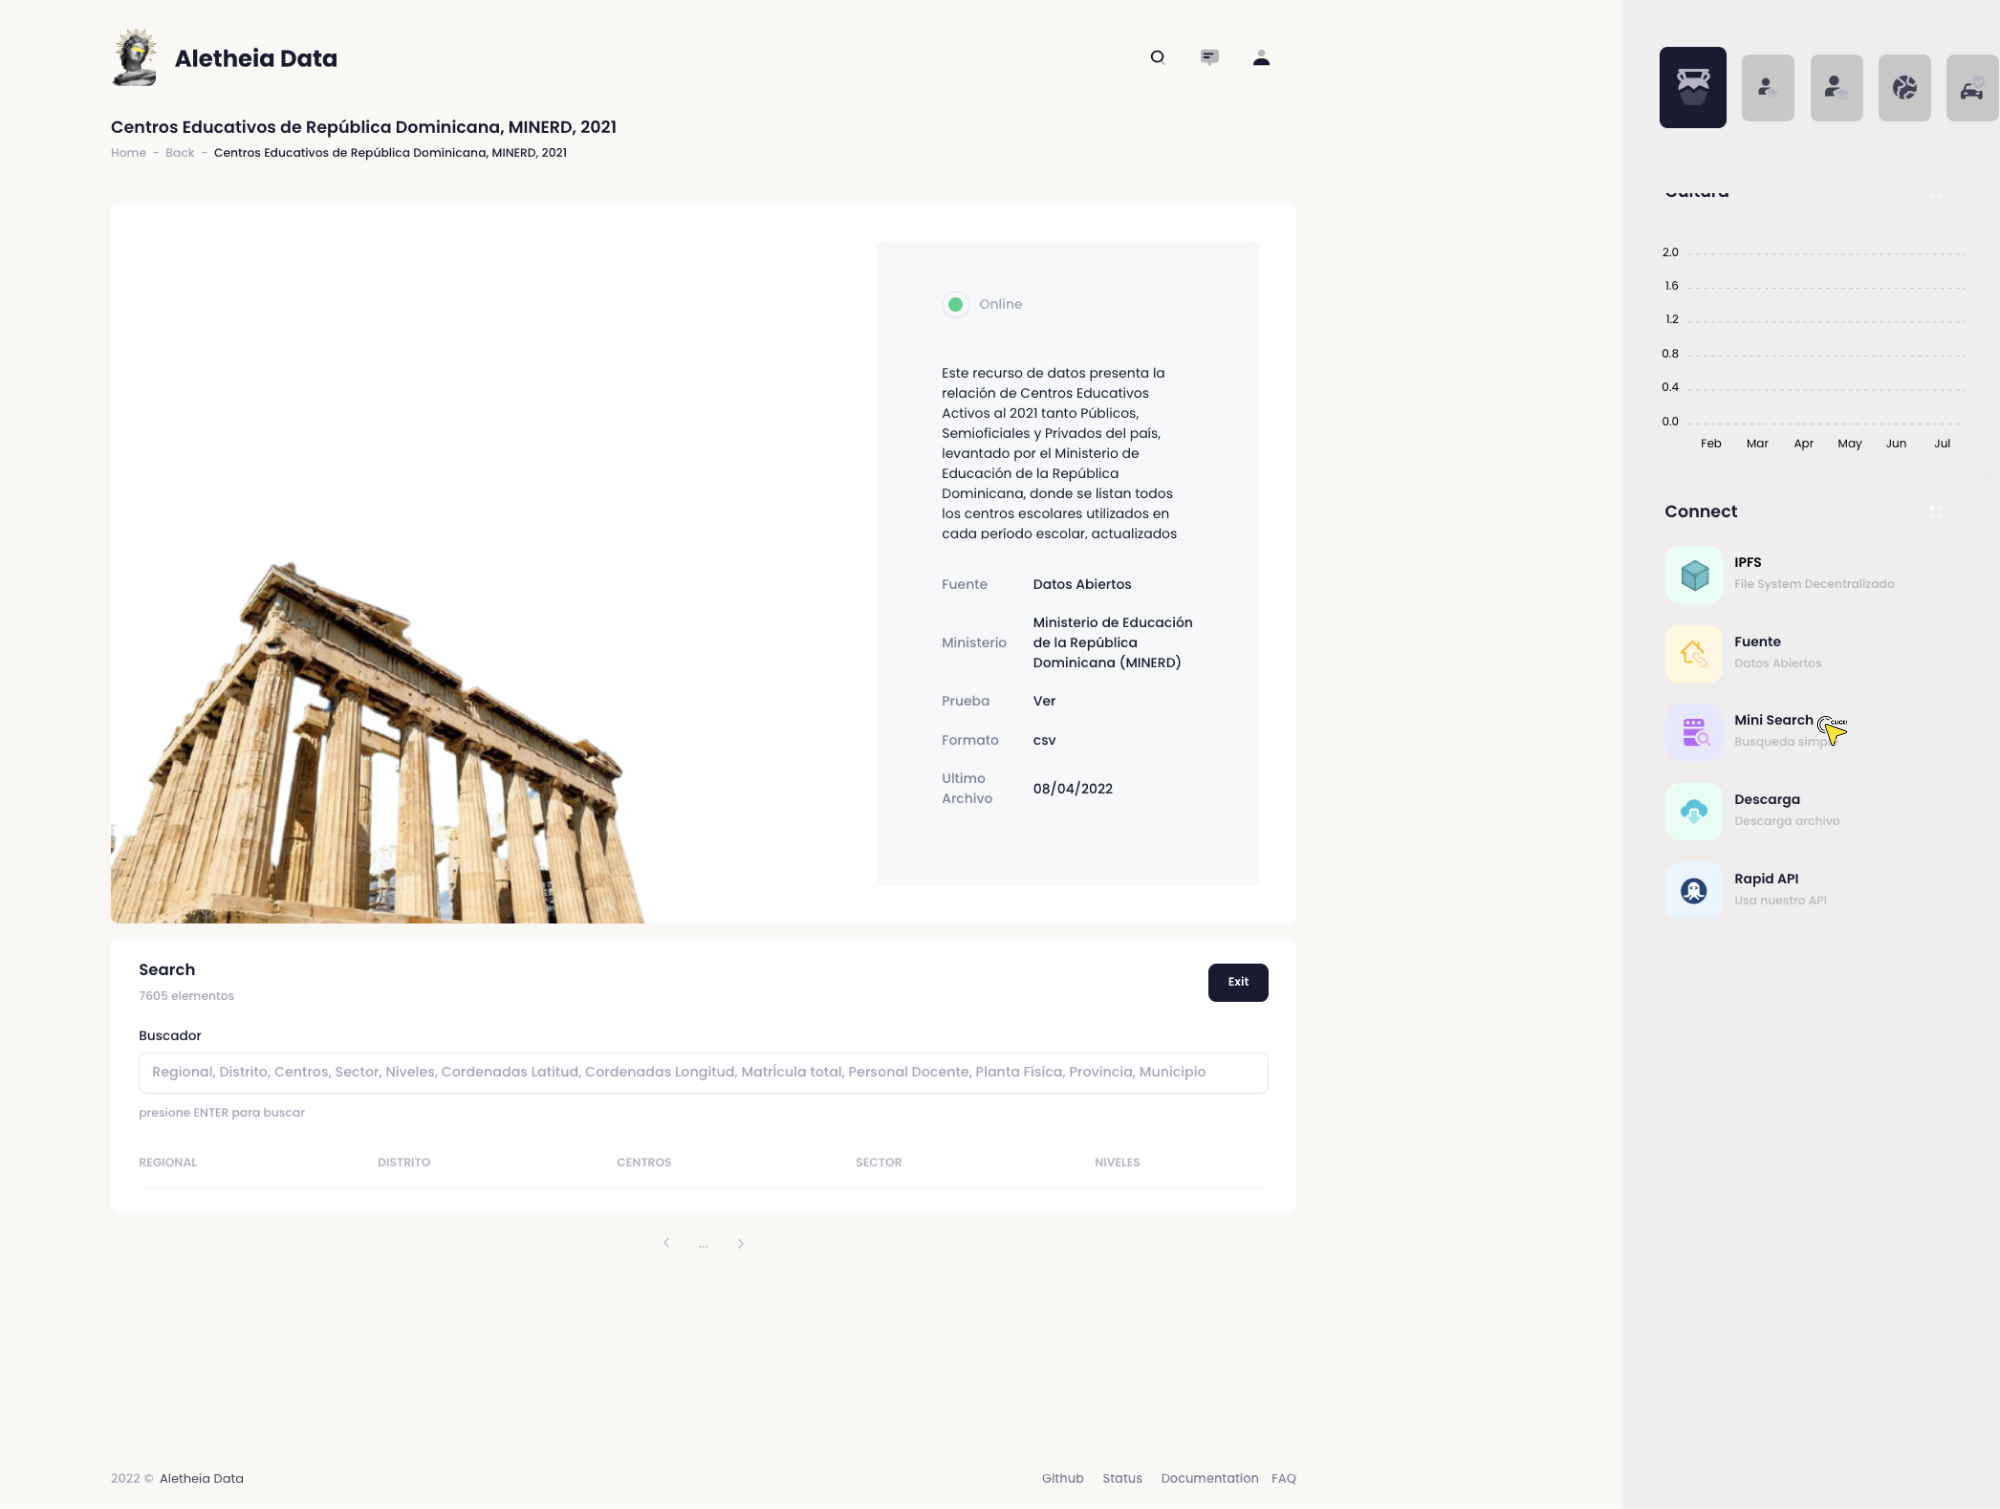 Aletheia Data
Centros Educativos de República Dominicana, MINERD, 2021
Home - Back - Centros Educativos de República Dominicana, MINERD, 2021
Online
Este recurso de datos presenta la
relación de Centros Educativos
Activos al 2021 tanto Públicos,
Semioficiales y Privados del país,
levantado por el Ministerio de
Educación de la República
Dominicana, donde se listan todos
los centros escolares utilizados en
cada período escolar, actualizados
Fuente Datos Abiertos
Ministerio Ministerio de Educación
de la República
Dominicana (MINERD)
Prueba Ver
Formato csv
Ultimo
Archivo 08/04/2022
Search
7605 elementos
Exit
Buscador
Regional, Distrito, Centros, Sector, Niveles, Cordenadas Latitud, Cordenadas Longitud, MatrÍcula total, Personal Docente, Planta Física, Provincia, Municipio
presione ENTER para buscar
REGIONAL DISTRITO CENTROS SECTOR NIVELES
...
2022 © Aletheia Data
Github Status Documentation FAQ
Cultura
2.0
1.6
1.2
0.8
0.4
0.0
Feb Mar Apr May Jun Jul
Connect
IPFS
File System Decentralizado
Fuente
Datos Abiertos
Mini Search
CLICK!
Busqueda simple
Descarga
Descarga archivo
Rapid API
Usa nuestro API